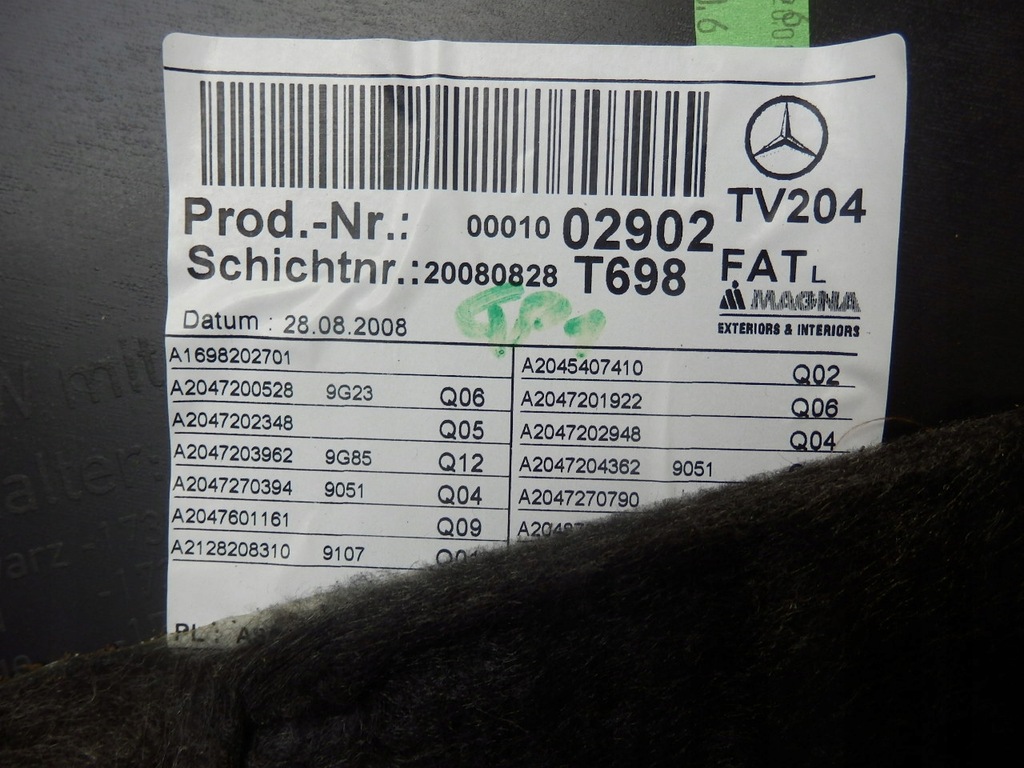 TV204
Prod.-Nr.: 00010 02902
Schichtnr.: 20080828 T698 FAT L
MAGNA
EXTERIORS & INTERIORS
Datum : 28.08.2008
A1698202701
A2047200528 9G23 Q06
A2047202348 Q05
A2047203962 9G85 Q12
A2047270394 9051 Q04
A2047601161 Q09
A2128208310 9107
A2045407410 Q02
A2047201922 Q06
A2047202948 Q04
A2047204362 9051
A2047270790
PL :